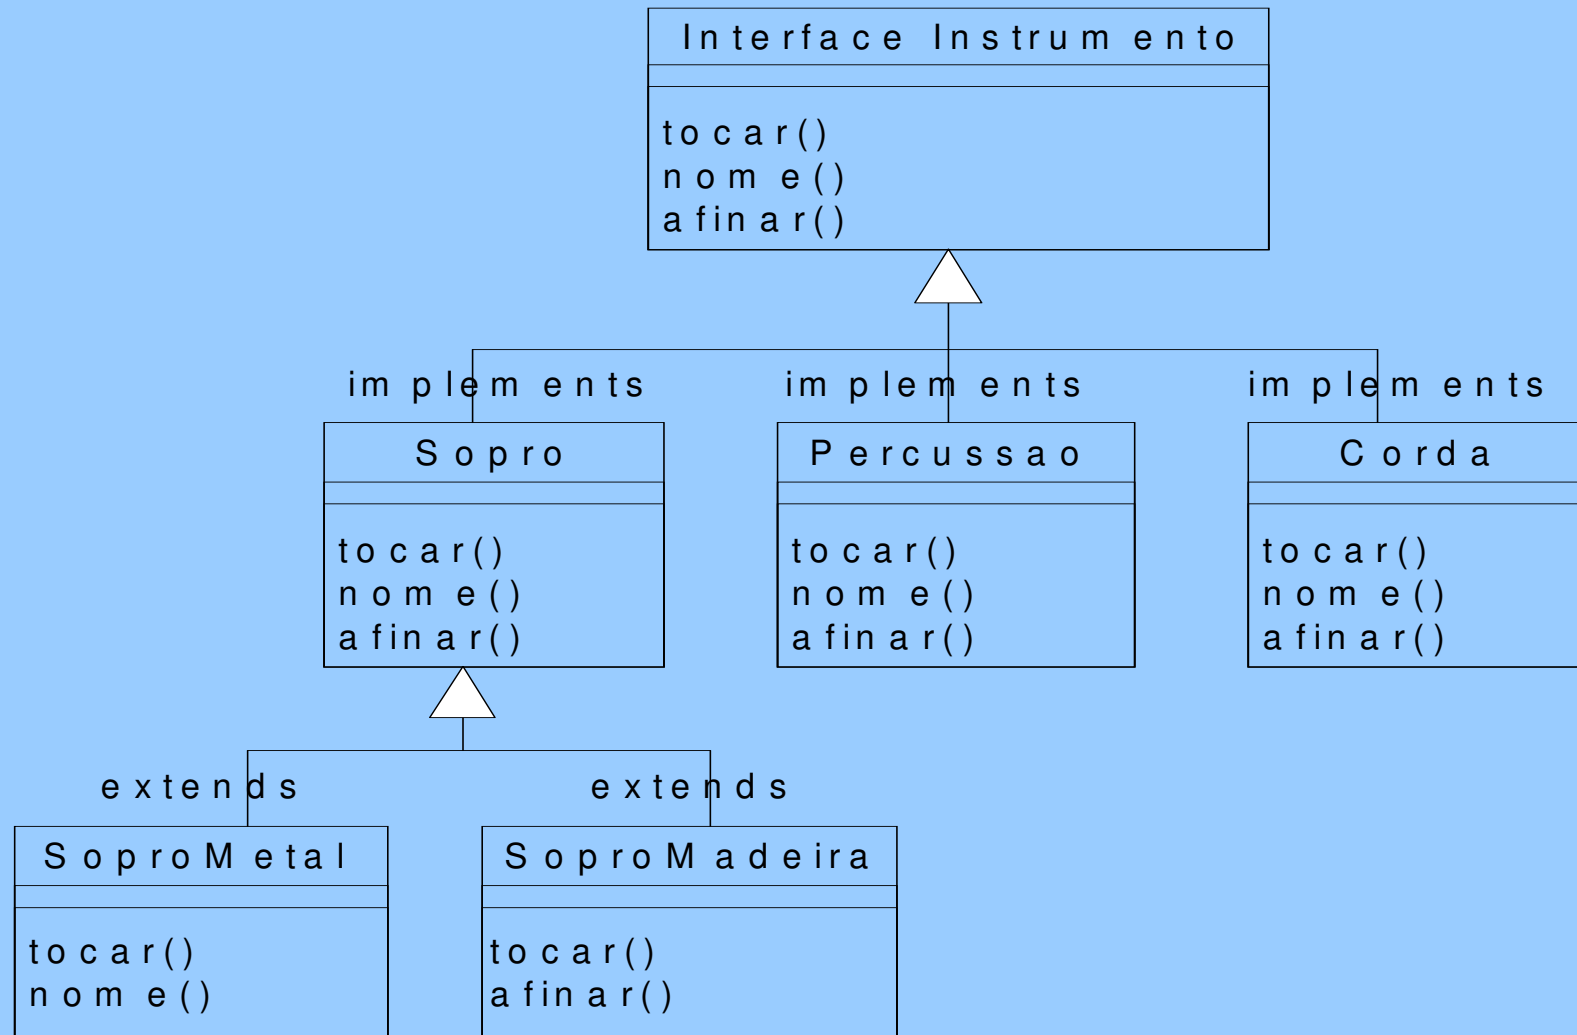 Interface Instrumento
tocar()
nome()
afinar()
implements
implements
implements
Sopro
Percussao
Corda
tocar()
nome()
afinar()
tocar()
nome()
afinar()
tocar()
nome()
afinar()
extends
extends
SoproMetal
SoproMadeira
tocar()
nome()
tocar()
afinar()